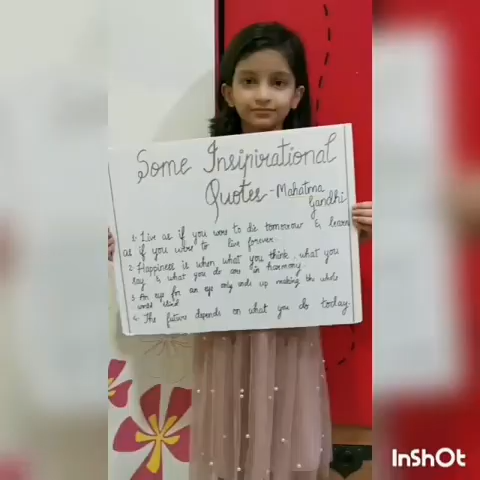 Some Insipirational
Quotes - Mahatma
Gandhi
1. Live as if you were to die tomorrow & learn
as if you were to live forever.
2. Happiness is when what you think, what you
say & what you do are in harmony.
3. An eye for an eye only ends up making the whole
world blind
4. The future depends on what you do today.
InShOt